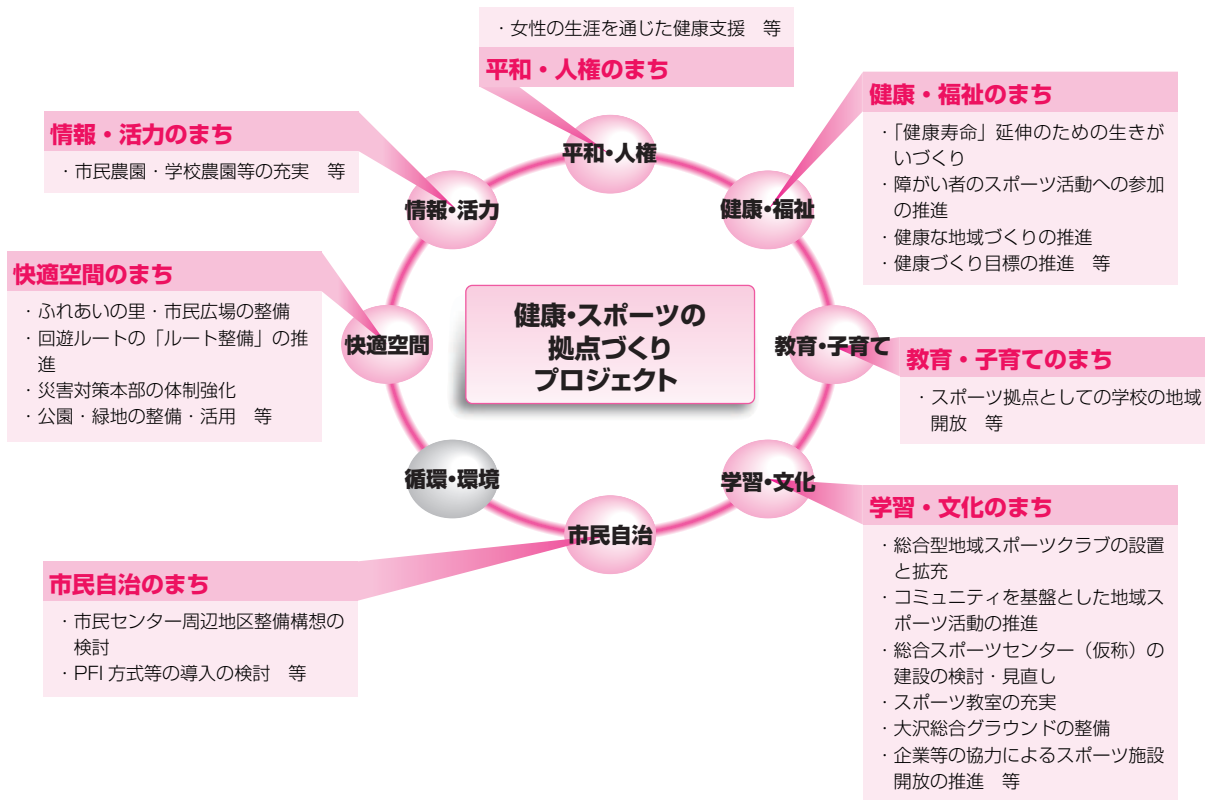 ・女性の生涯を通じた健康支援　等
平和・人権のまち
健康・福祉のまち
・「健康寿命」延伸のための生きが
いづくり
・障がい者のスポーツ活動への参加
の推進
・健康な地域づくりの推進
・健康づくり目標の推進　等
情報・活力のまち
・市民農園・学校農園等の充実　等
平和・人権
情報・活力
健康・福祉
快適空間のまち
・ふれあいの里・市民広場の整備
・回遊ルートの「ルート整備」の推
進
・災害対策本部の体制強化
・公園・緑地の整備・活用　等
快適空間
健康・スポーツの
拠点づくり
プロジェクト
教育・子育て
教育・子育てのまち
・スポーツ拠点としての学校の地域
開放　等
循環・環境
学習・文化
市民自治
学習・文化のまち
・総合型地域スポーツクラブの設置
と拡充
・コミュニティを基盤とした地域ス
ポーツ活動の推進
・総合スポーツセンター（仮称）の
建設の検討・見直し
・スポーツ教室の充実
・大沢総合グラウンドの整備
・企業等の協力によるスポーツ施設
開放の推進　等
市民自治のまち
・市民センター周辺地区整備構想の
検討
・PFI 方式等の導入の検討　等